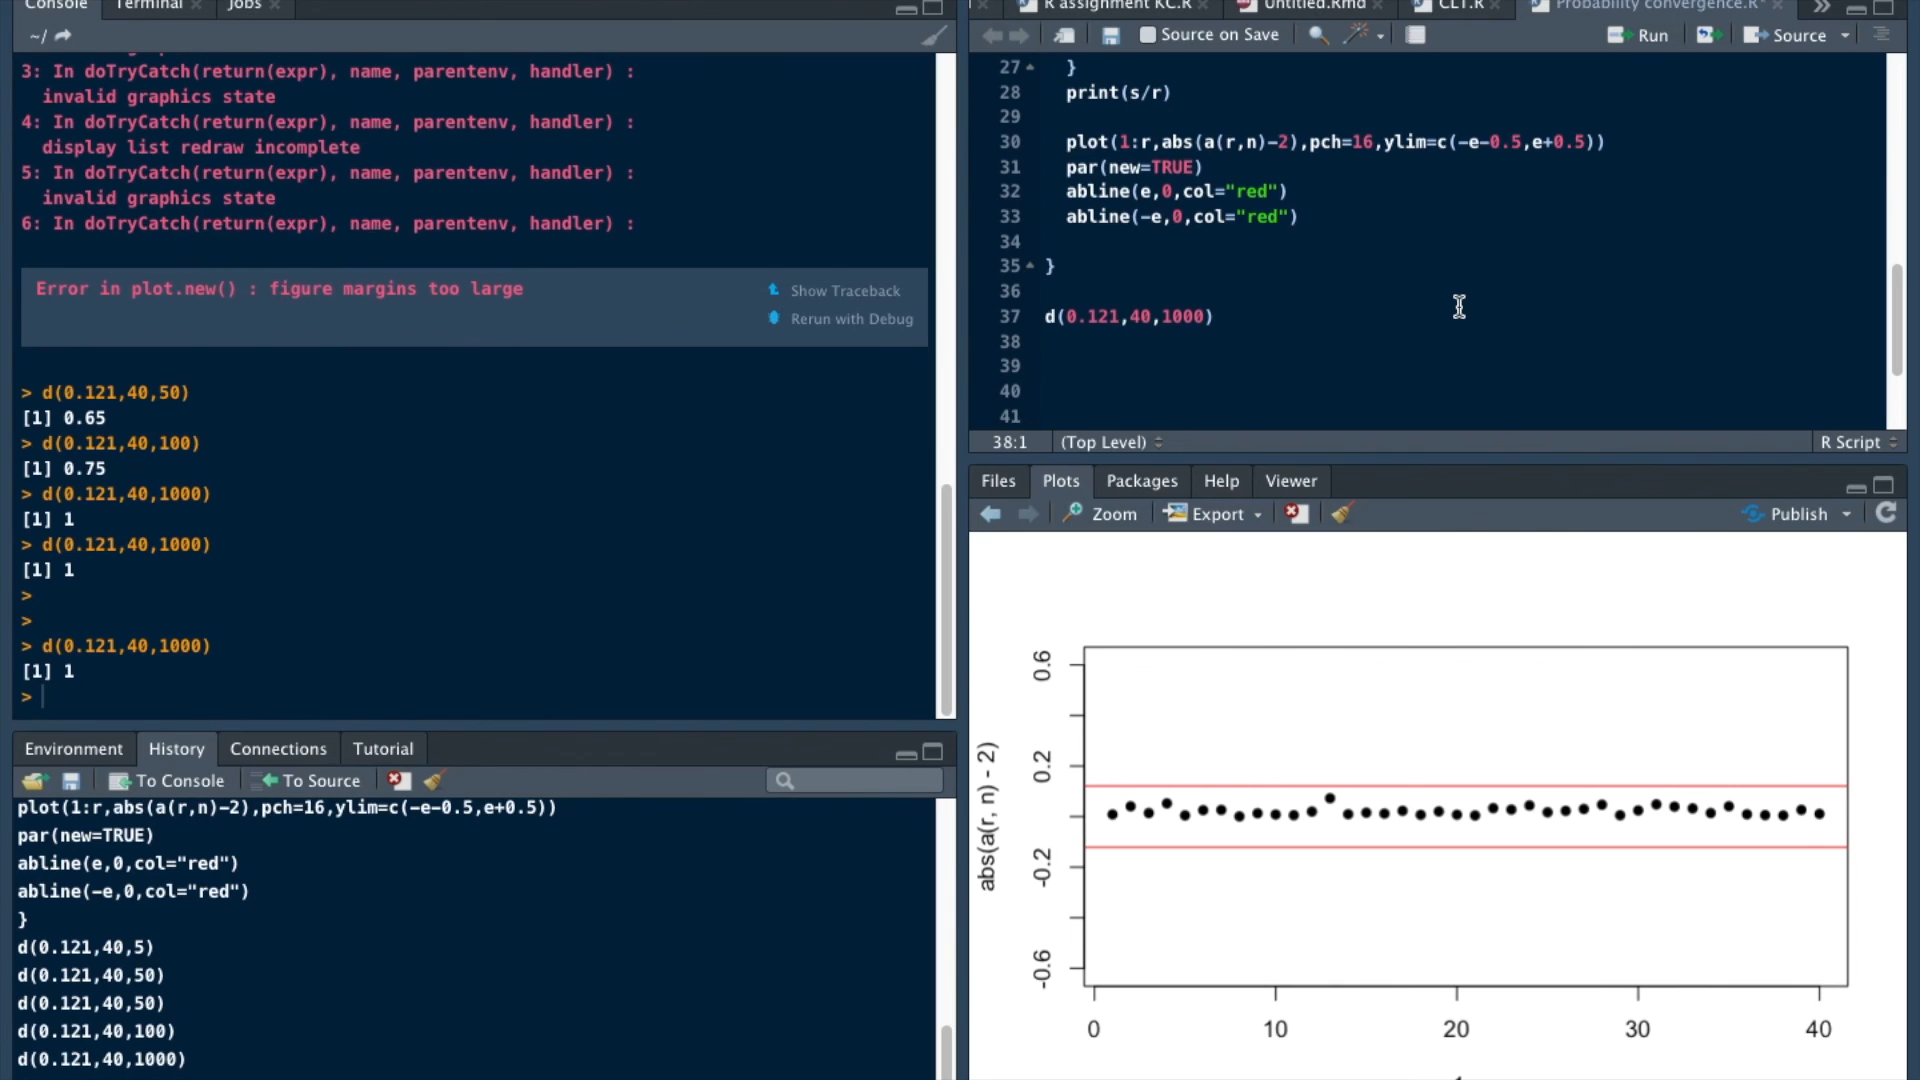 Console Terminal Jobs
~/
3: In doTryCatch(return(expr), name, parentenv, handler) :
invalid graphics state
4: In doTryCatch(return(expr), name, parentenv, handler) :
display list redraw incomplete
5: In doTryCatch(return(expr), name, parentenv, handler) :
invalid graphics state
6: In doTryCatch(return(expr), name, parentenv, handler) :
Error in plot.new() : figure margins too large
Show Traceback
Rerun with Debug
> d(0.121,40,50)
[1] 0.65
> d(0.121,40,100)
[1] 0.75
> d(0.121,40,1000)
[1] 1
> d(0.121,40,1000)
[1] 1
>
>
> d(0.121,40,1000)
[1] 1
>
Environment History Connections Tutorial
To Console To Source
plot(1:r,abs(a(r,n)-2),pch=16,ylim=c(-e-0.5,e+0.5))
par(new=TRUE)
abline(e,0,col="red")
abline(-e,0,col="red")
}
d(0.121,40,5)
d(0.121,40,50)
d(0.121,40,50)
d(0.121,40,100)
d(0.121,40,1000)
R assignment KC.R Untitled.Rmd CLT.R Probability convergence.R*
Source on Save Run Source
27 }
28 print(s/r)
29
30 plot(1:r,abs(a(r,n)-2),pch=16,ylim=c(-e-0.5,e+0.5))
31 par(new=TRUE)
32 abline(e,0,col="red")
33 abline(-e,0,col="red")
34
35 }
36
37 d(0.121,40,1000)
38
39
40
41
38:1 (Top Level) R Script
Files Plots Packages Help Viewer
Zoom Export Publish
abs(a(r, n) - 2)
0.6
0.2
-0.2
-0.6
0 10 20 30 40